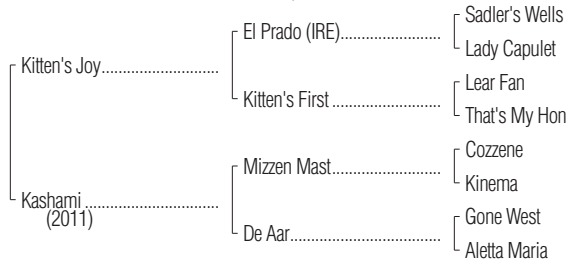 Sadler's Wells
El Prado (IRE)..........................
Lady Capulet
Kitten's Joy.............................
Lear Fan
Kitten's First ............................
That's My Hon
Cozzene
Mizzen Mast...........................
Kinema
Kashami ................................
(2011)
Gone West
De Aar.....................................
Aletta Maria